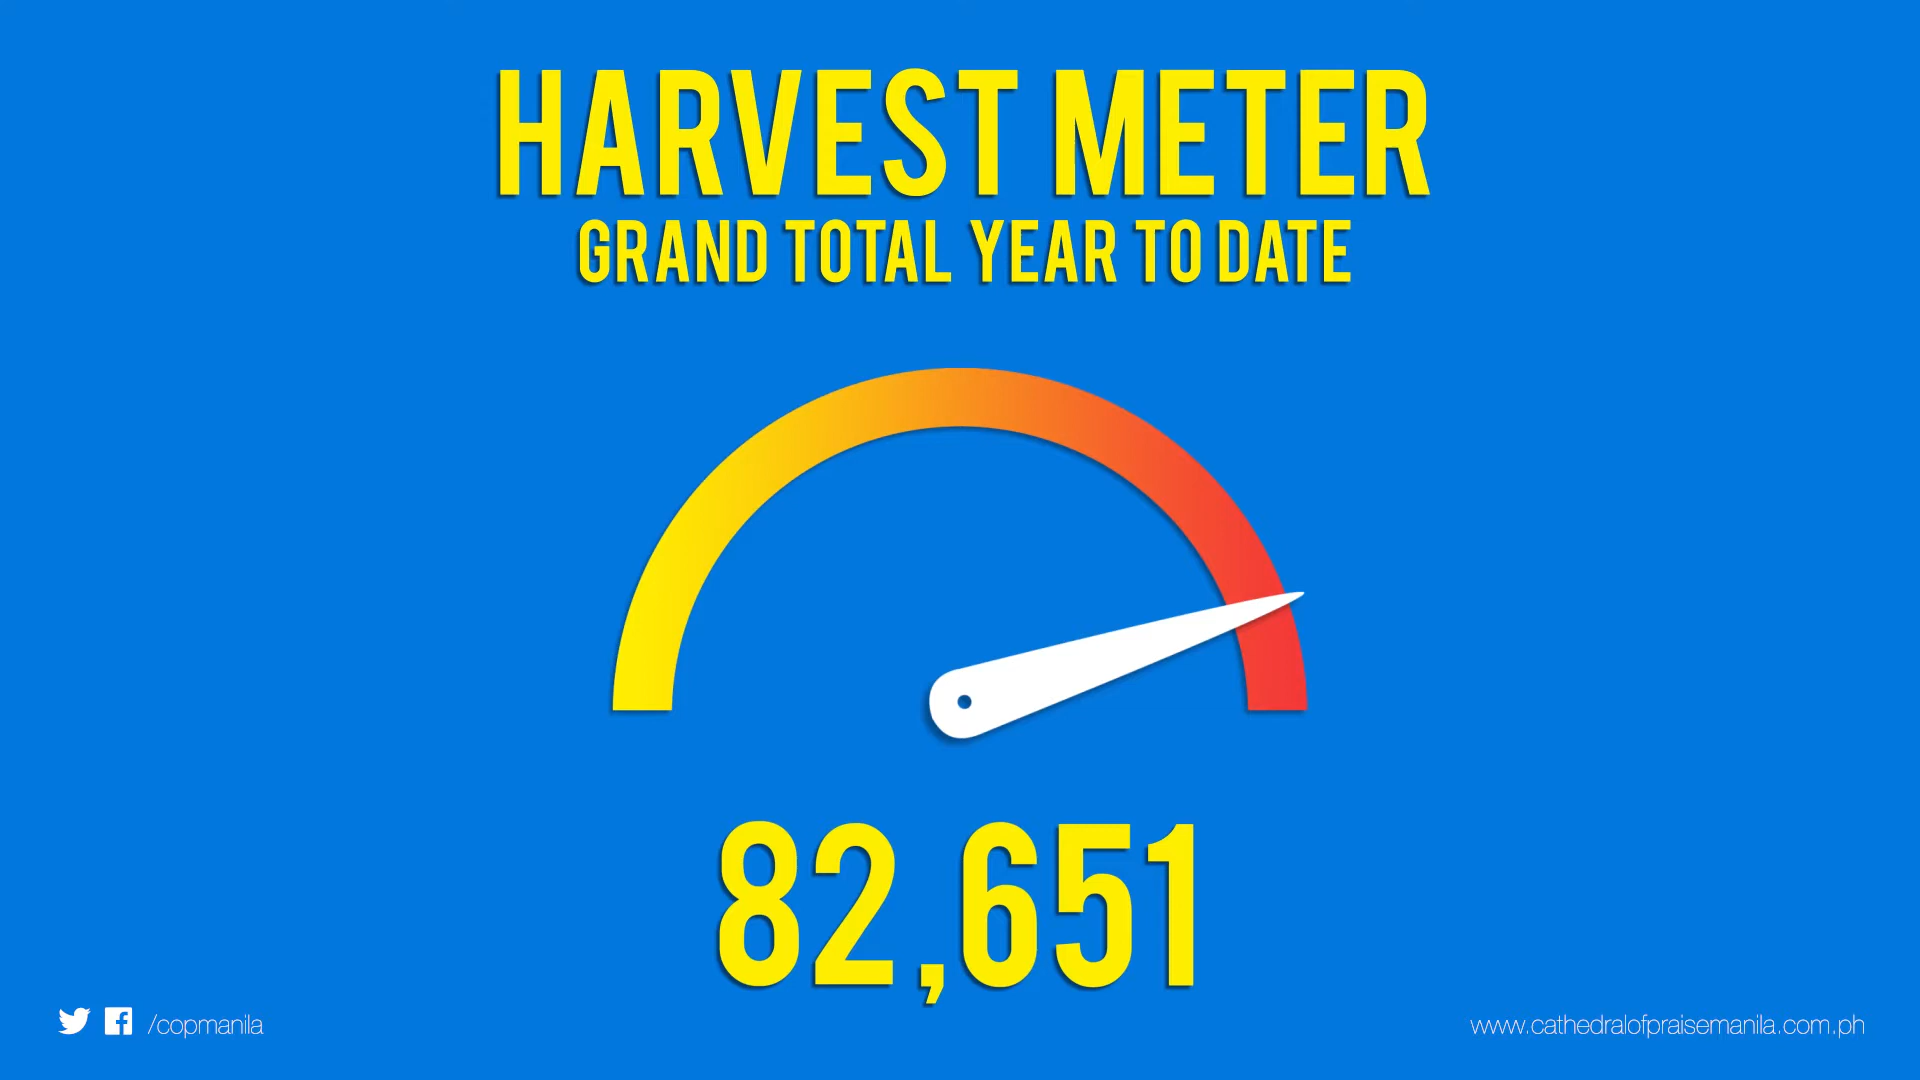 HARVEST METER
GRAND TOTAL YEAR TO DATE
82,651
/copmanila
www.cathedralofpraisemanila.com.ph